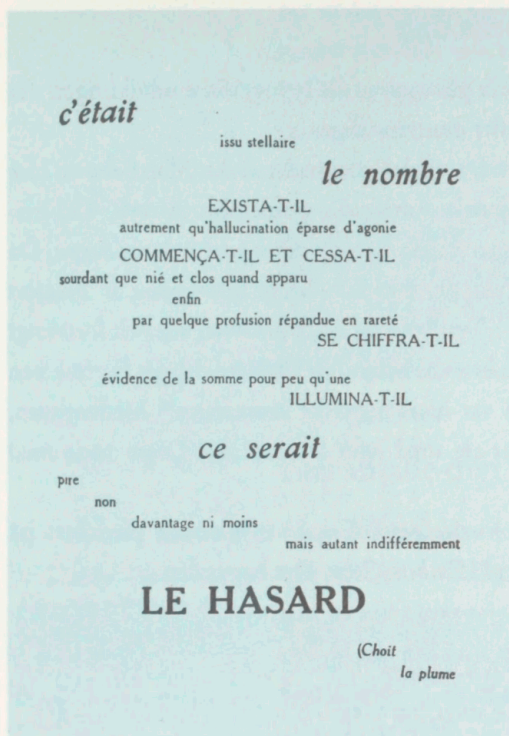 c'était
issu stellaire
le nombre
EXISTA-T-IL
autrement qu'hallucination éparse d'agonie
COMMENÇA-T-IL ET CESSA-T-IL
sourdant que nié et clos quand apparu
enfin
par quelque profusion répandue en rareté
SE CHIFFRA-T-IL
évidence de la somme pour peu qu'une
ILLUMINA-T-IL
ce serait
pire
non
davantage ni moins
mais autant indifféremment
LE HASARD
(Choit
la plume